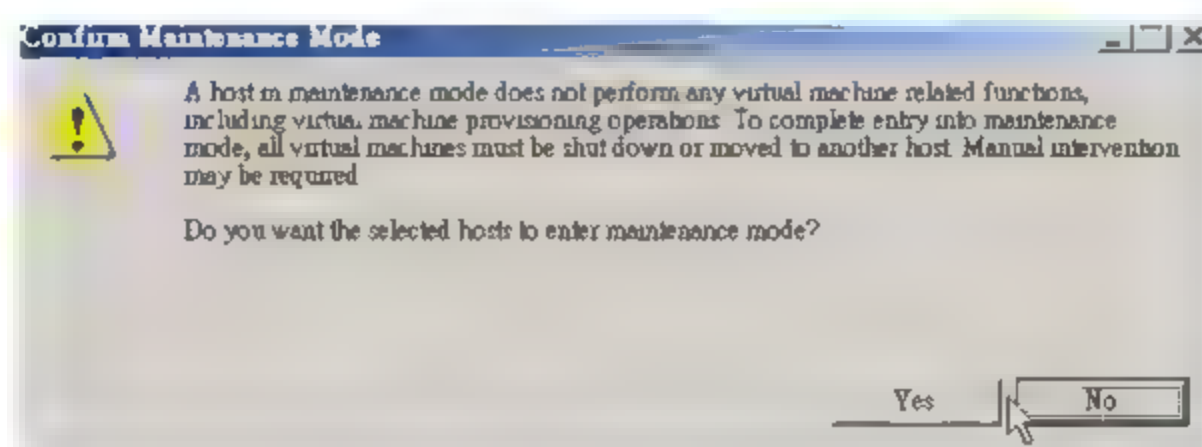 Confirm Maintenance Mode
A host in maintenance mode does not perform any virtual machine related functions,
including virtual machine provisioning operations. To complete entry into maintenance
mode, all virtual machines must be shut down or moved to another host. Manual intervention
may be required.
Do you want the selected hosts to enter maintenance mode?
Yes
No